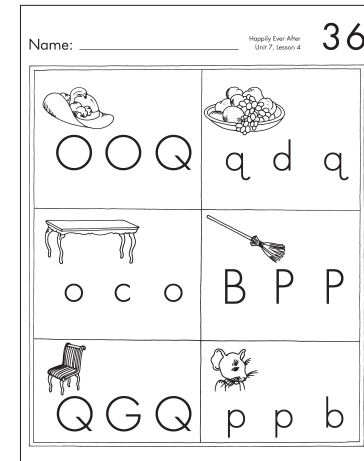 Name:
Happily Ever After
Unit 7, Lesson 4
36
O O Q
q d q
o c o
B P P
Q G Q
p p b